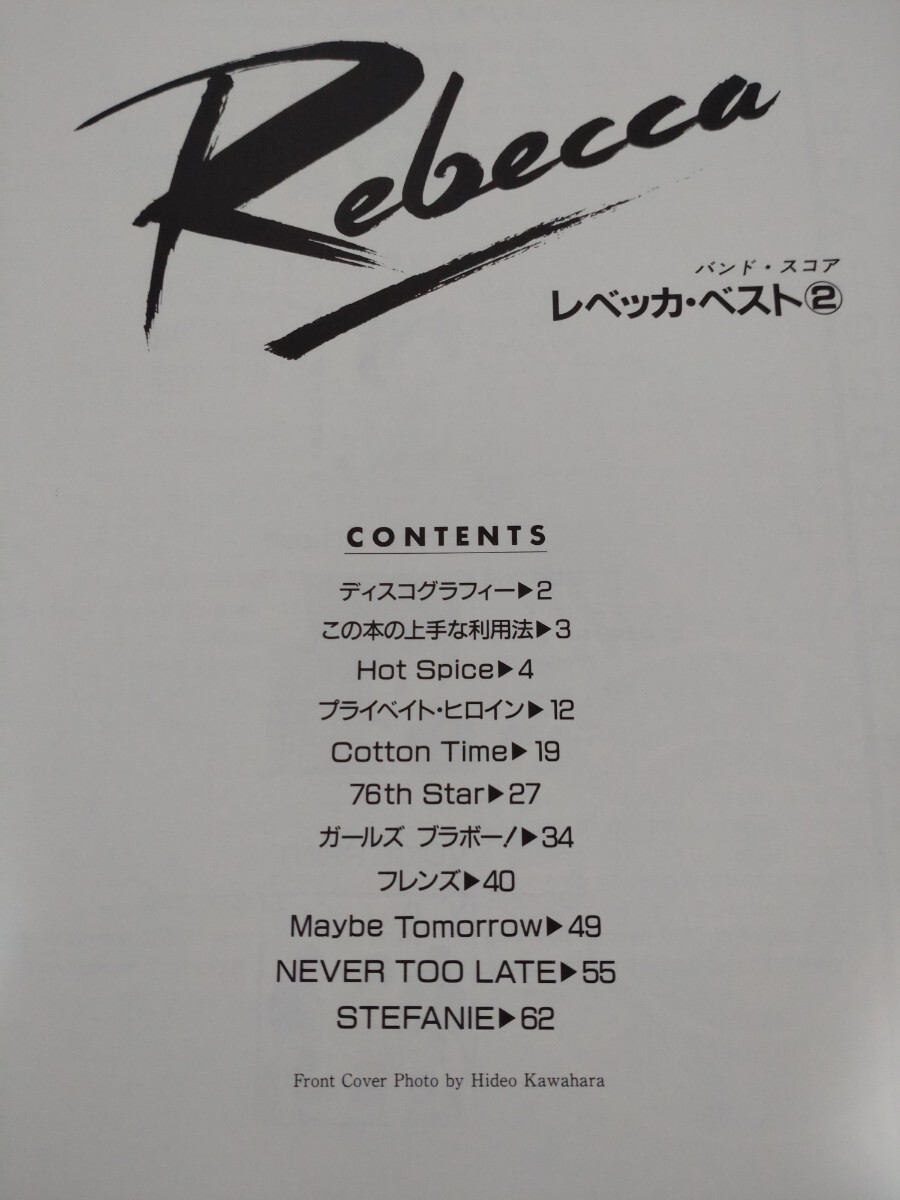 Rebecca
バンド・スコア
レベッカ・ベスト②
CONTENTS
ディスコグラフィー▶2
この本の上手な利用法▶3
Hot Spice▶4
プライベイト・ヒロイン▶12
Cotton Time▶19
76th Star▶27
ガールズ ブラボー!▶34
フレンズ▶40
Maybe Tomorrow▶49
NEVER TOO LATE▶55
STEFANIE▶62
Front Cover Photo by Hideo Kawahara